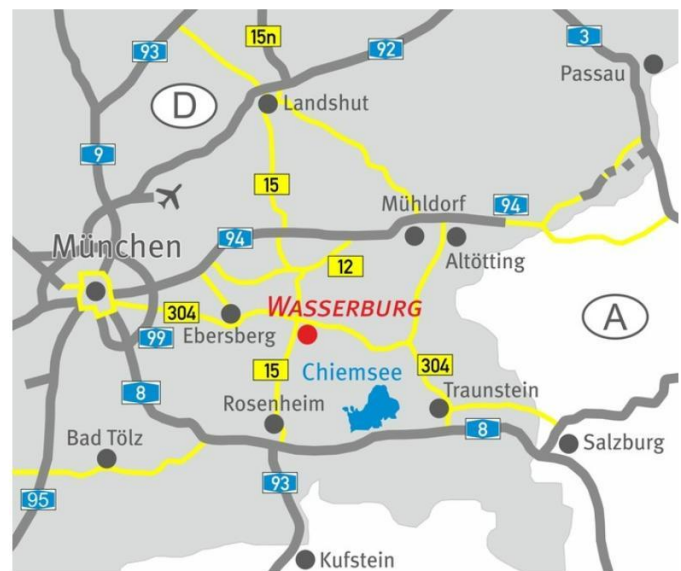 15n
3
93
92
Passau
D
Landshut
9
15
Mühldorf
94
München
94
Altötting
12
304
WASSERBURG
A
Ebersberg
99
15
Chiemsee
304
8
Rosenheim
Traunstein
Bad Tölz
8
Salzburg
95
93
Kufstein